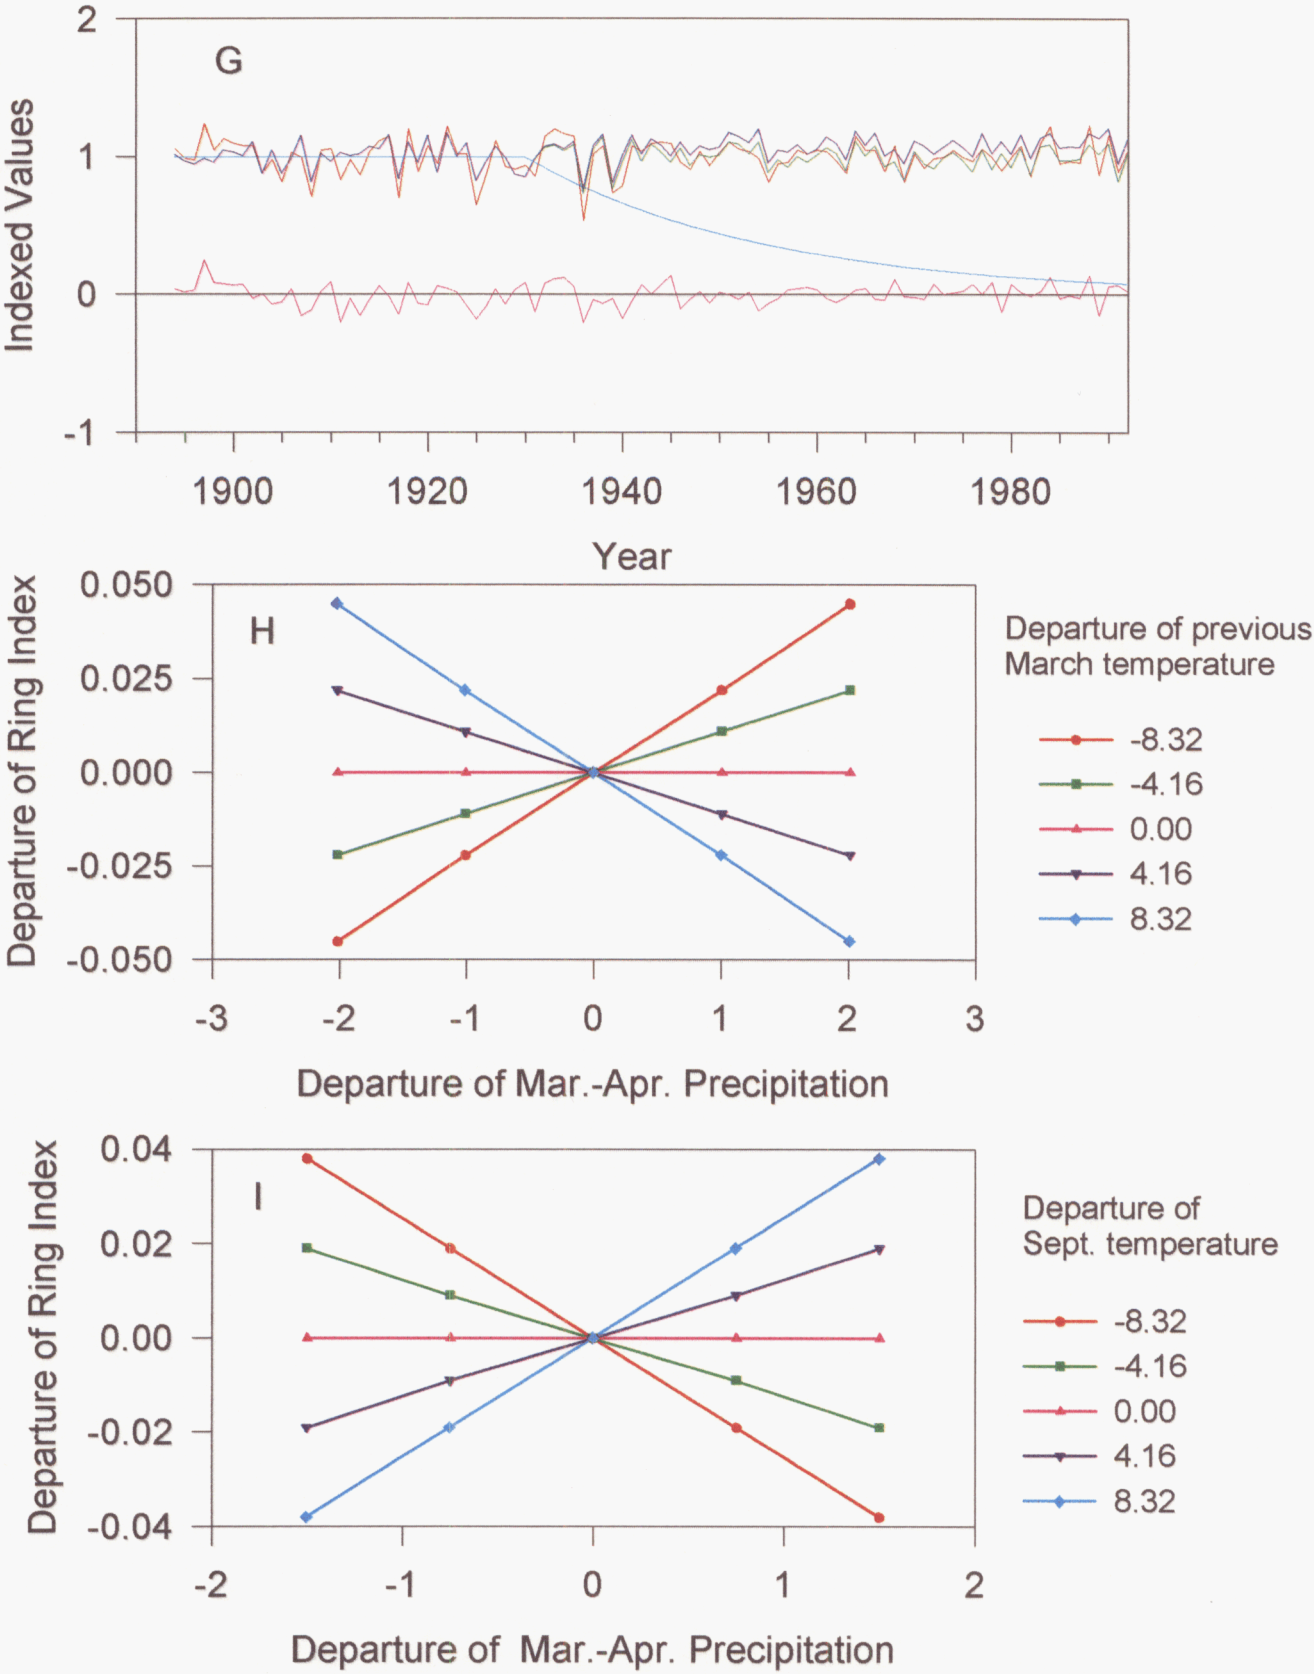 2
G
1
0
-1
Indexed Values
1900 1920 1940 1960 1980
Year
0.050
H
0.025
0.000
-0.025
-0.050
Departure of Ring Index
-3 -2 -1 0 1 2 3
Departure of Mar.-Apr. Precipitation
Departure of previous
March temperature
-8.32
-4.16
0.00
4.16
8.32
0.04
I
0.02
0.00
-0.02
-0.04
Departure of Ring Index
-2 -1 0 1 2
Departure of Mar.-Apr. Precipitation
Departure of
Sept. temperature
-8.32
-4.16
0.00
4.16
8.32